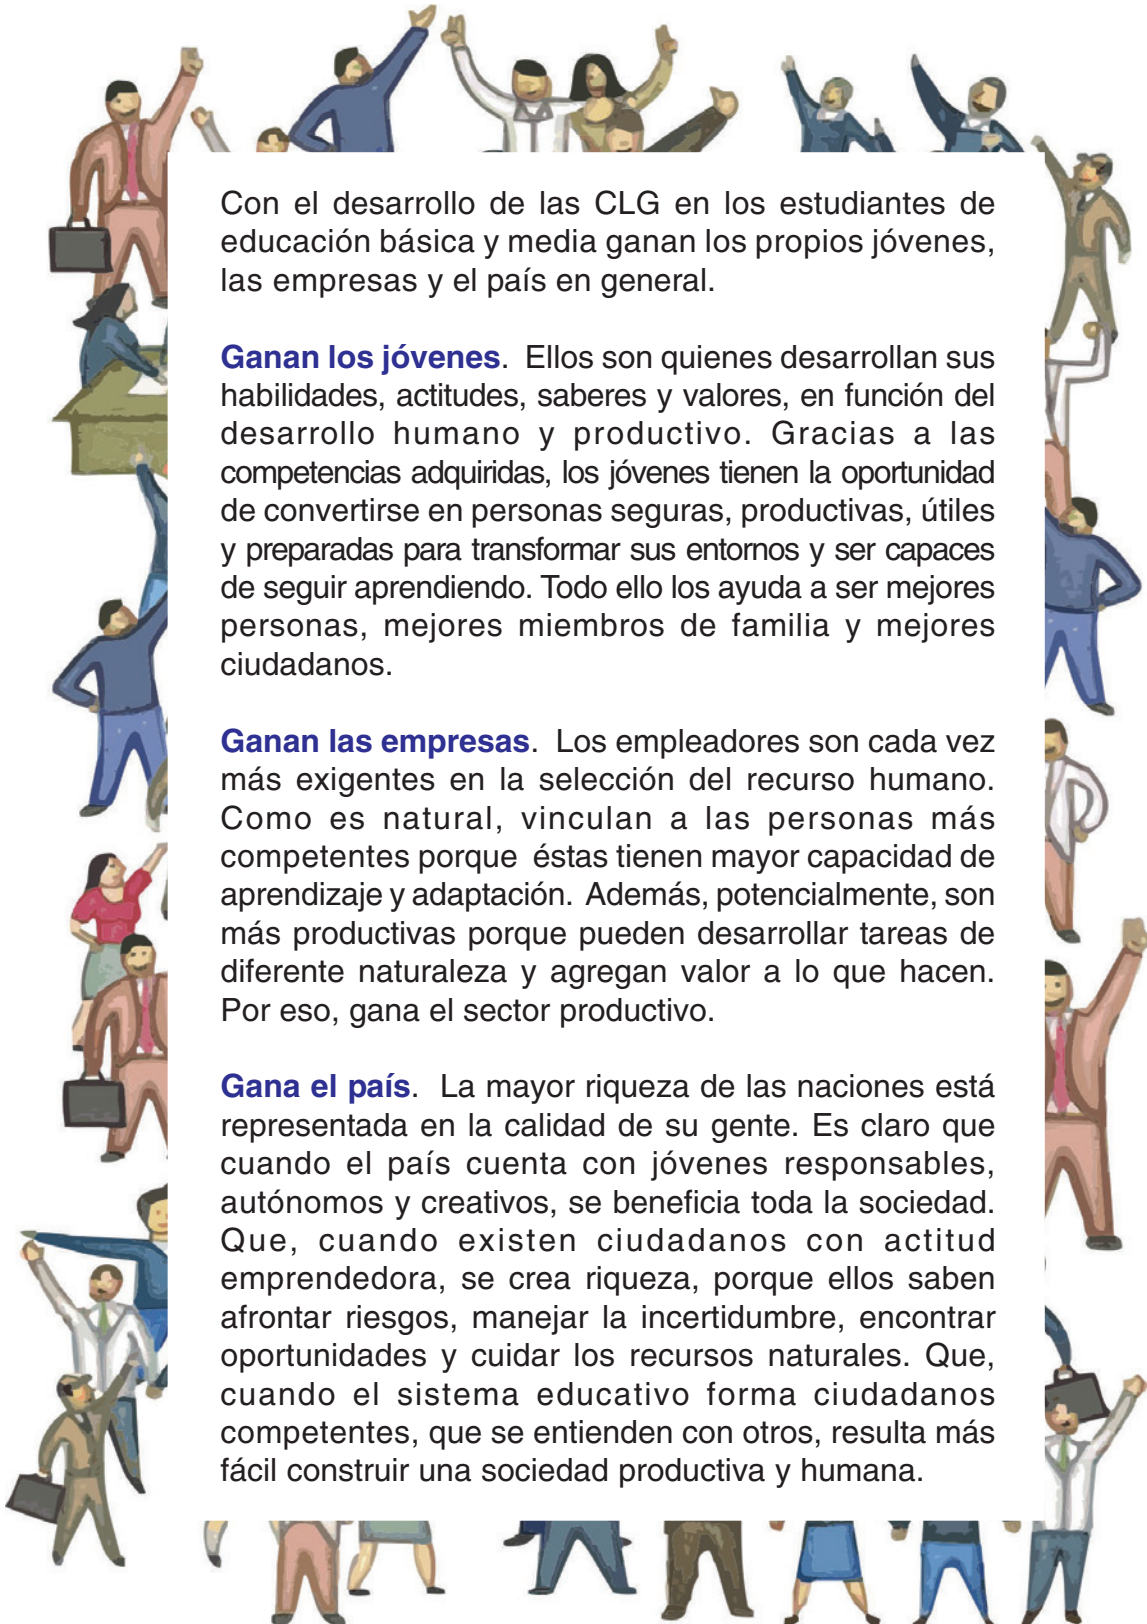 Con el desarrollo de las CLG en los estudiantes de
educación básica y media ganan los propios jóvenes,
las empresas y el país en general.
Ganan los jóvenes.  Ellos son quienes desarrollan sus
habilidades, actitudes, saberes y valores, en función del
desarrollo humano y productivo. Gracias a las
competencias adquiridas, los jóvenes tienen la oportunidad
de convertirse en personas seguras, productivas, útiles
y preparadas para transformar sus entornos y ser capaces
de seguir aprendiendo. Todo ello los ayuda a ser mejores
personas, mejores miembros de familia y mejores
ciudadanos.
Ganan las empresas.  Los empleadores son cada vez
más exigentes en la selección del recurso humano.
Como es natural, vinculan a las personas más
competentes porque  éstas tienen mayor capacidad de
aprendizaje y adaptación.  Además, potencialmente, son
más productivas porque pueden desarrollar tareas de
diferente naturaleza y agregan valor a lo que hacen.
Por eso, gana el sector productivo.
Gana el país.  La mayor riqueza de las naciones está
representada en la calidad de su gente. Es claro que
cuando el país cuenta con jóvenes responsables,
autónomos y creativos, se beneficia toda la sociedad.
Que, cuando existen ciudadanos con actitud
emprendedora, se crea riqueza, porque ellos saben
afrontar riesgos, manejar la incertidumbre, encontrar
oportunidades y cuidar los recursos naturales. Que,
cuando el sistema educativo forma ciudadanos
competentes, que se entienden con otros, resulta más
fácil construir una sociedad productiva y humana.